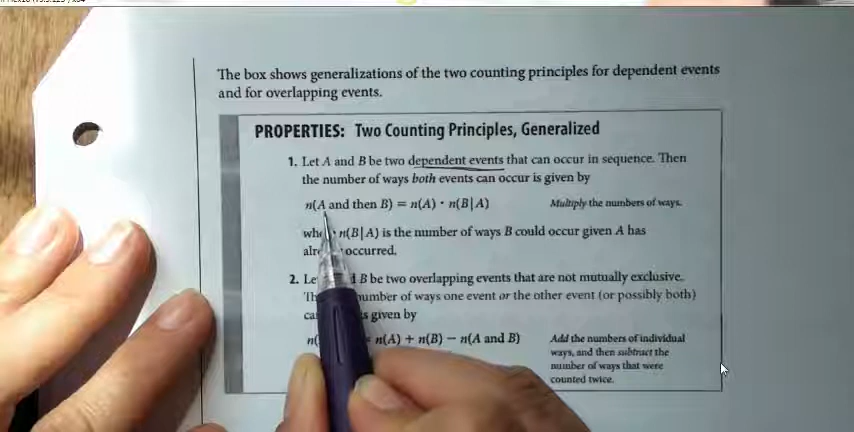 The box shows generalizations of the two counting principles for dependent events
and for overlapping events.
PROPERTIES: Two Counting Principles, Generalized
1. Let A and B be two dependent events that can occur in sequence. Then
the number of ways both events can occur is given by
n(A and then B) = n(A) · n(B|A) Multiply the numbers of ways.
n(B|A) is the number of ways B could occur given A has
occurred.
2. B be two overlapping events that are not mutually exclusive.
number of ways one event or the other event (or possibly both)
is given by
= n(A) + n(B) − n(A and B) Add the numbers of individual
ways, and then subtract the
number of ways that were
counted twice.